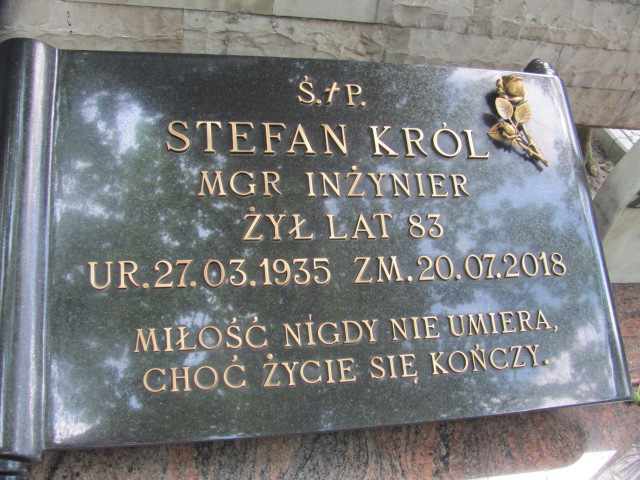 Ś.†P.
STEFAN KRÓL
MGR INŻYNIER
ŻYŁ LAT 83
UR.27.03.1935 ZM.20.07.2018
MIŁOŚĆ NIGDY NIE UMIERA,
CHOĆ ŻYCIE SIĘ KOŃCZY.